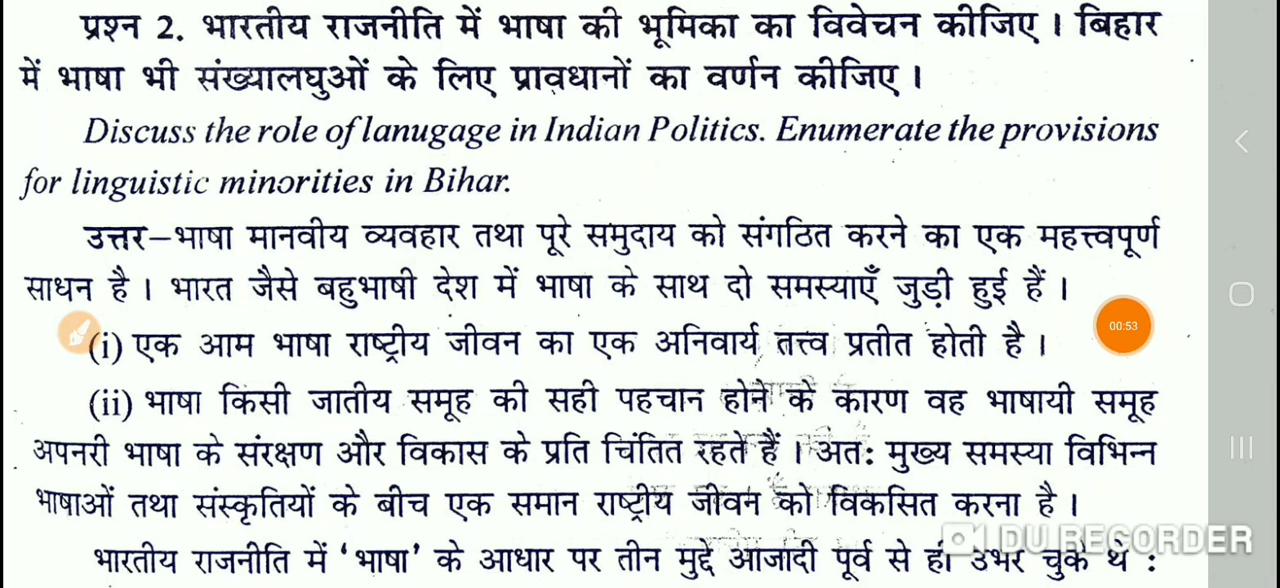 प्रश्न 2. भारतीय राजनीति में भाषा की भूमिका का विवेचन कीजिए। बिहार
में भाषा भी संख्यालघुओं के लिए प्रावधानों का वर्णन कीजिए।
Discuss the role of lanugage in Indian Politics. Enumerate the provisions
for linguistic minorities in Bihar.
उत्तर–भाषा मानवीय व्यवहार तथा पूरे समुदाय को संगठित करने का एक महत्त्वपूर्ण
साधन है। भारत जैसे बहुभाषी देश में भाषा के साथ दो समस्याएँ जुड़ी हुई हैं।
(i) एक आम भाषा राष्ट्रीय जीवन का एक अनिवार्य तत्त्व प्रतीत होती है।
00:53
(ii) भाषा किसी जातीय समूह की सही पहचान होने के कारण वह भाषायी समूह
अपनरी भाषा के संरक्षण और विकास के प्रति चिंतित रहते हैं। अतः मुख्य समस्या विभिन्न
भाषाओं तथा संस्कृतियों के बीच एक समान राष्ट्रीय जीवन को विकसित करना है।
DU RECORDER
भारतीय राजनीति में 'भाषा' के आधार पर तीन मुद्दे आजादी पूर्व से ही उभर चुके थे :